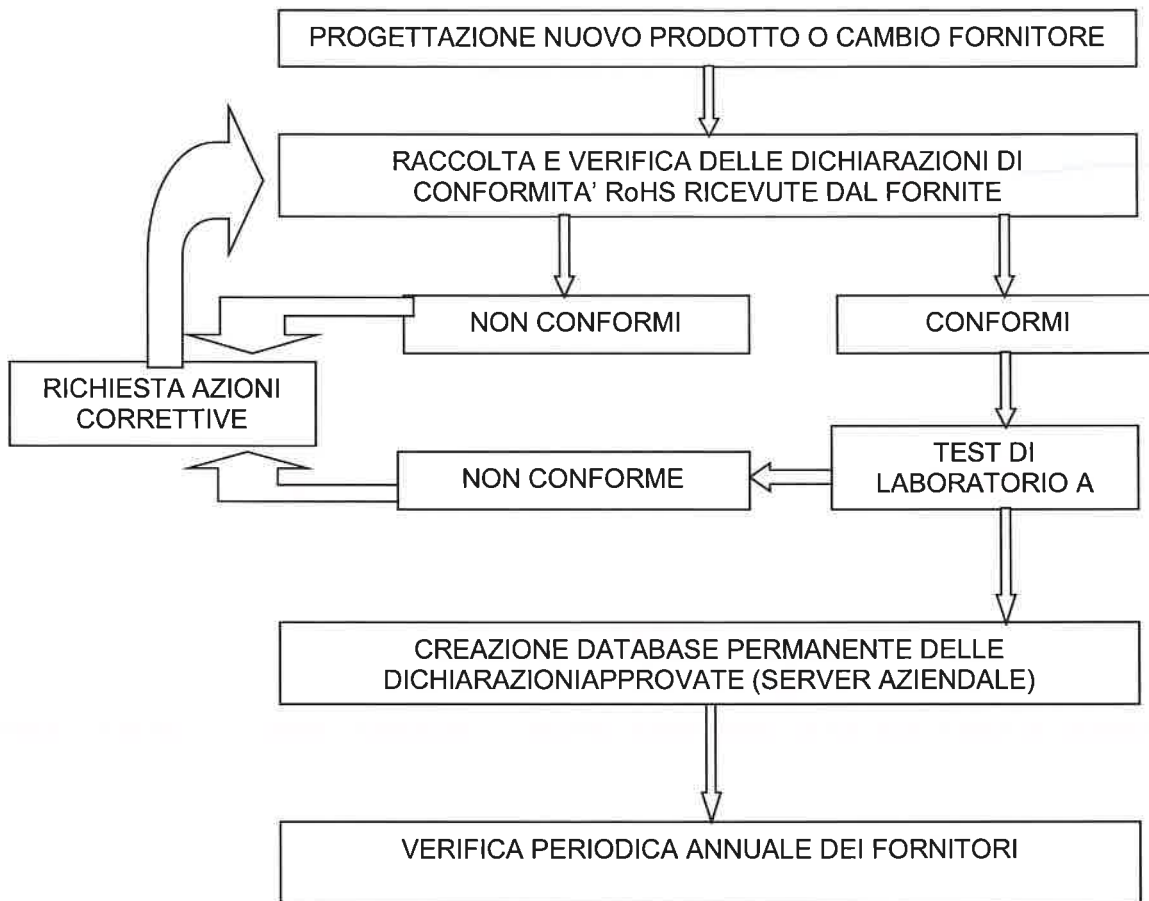 PROGETTAZIONE NUOVO PRODOTTO O CAMBIO FORNITORE
RACCOLTA E VERIFICA DELLE DICHIARAZIONI DI
CONFORMITA' RoHS RICEVUTE DAL FORNITE
NON CONFORMI
CONFORMI
RICHIESTA AZIONI
CORRETTIVE
NON CONFORME
TEST DI
LABORATORIO A
CREAZIONE DATABASE PERMANENTE DELLE
DICHIARAZIONIAPPROVATE (SERVER AZIENDALE)
VERIFICA PERIODICA ANNUALE DEI FORNITORI